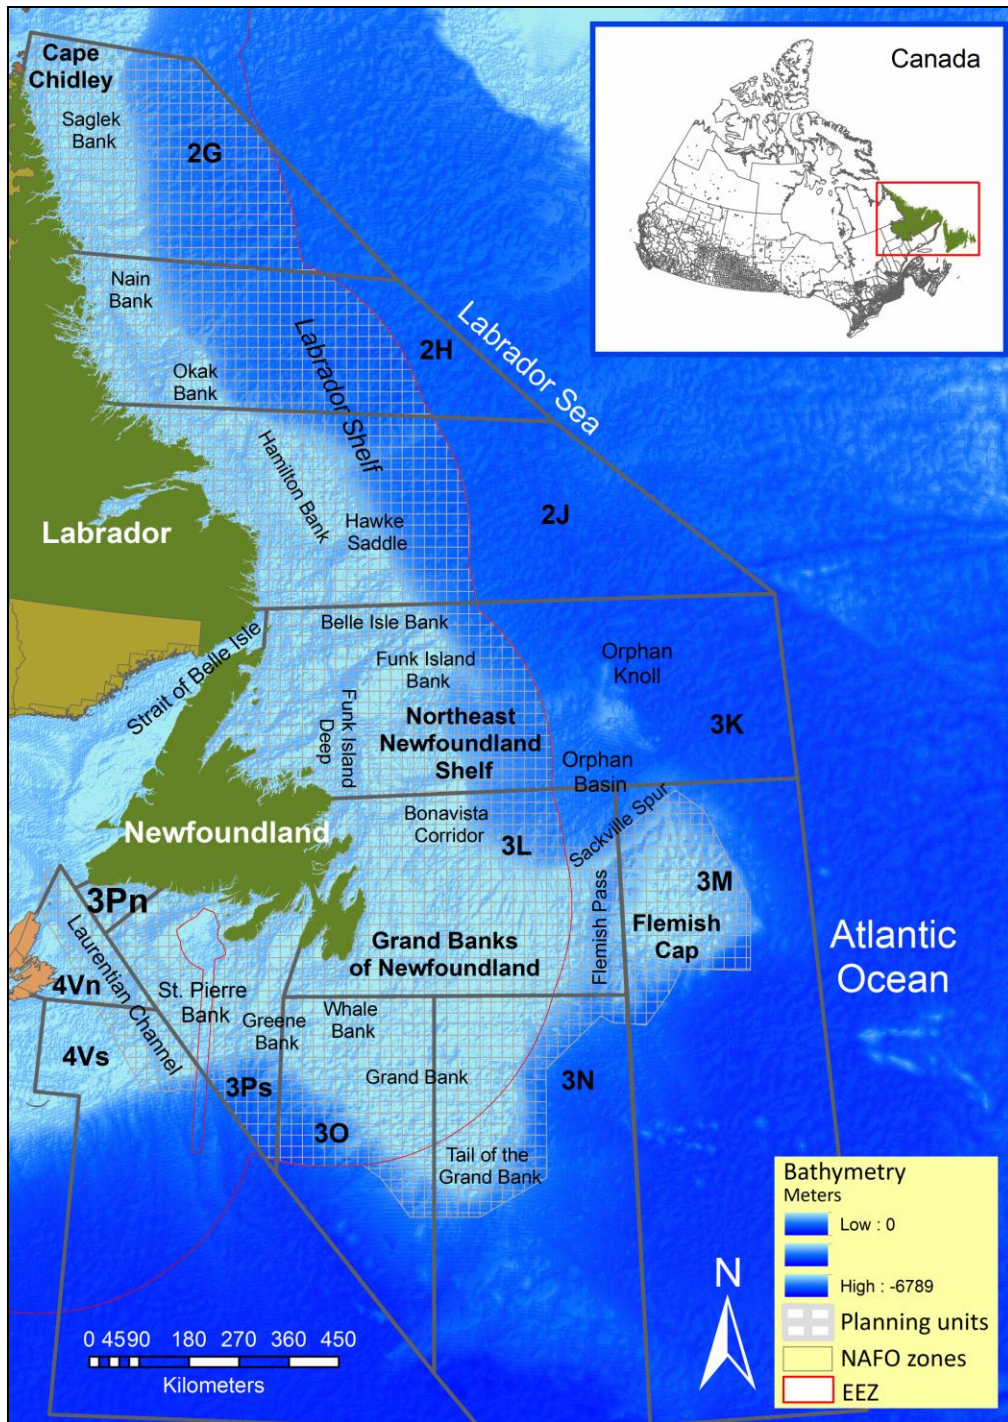 Cape
Chidley
Saglek
Bank
2G
Canada
Nain
Bank
Labrador Sea
2H
Labrador Shelf
Okak
Bank
Hamilton Bank
Hawke
Saddle
2J
Labrador
Belle Isle Bank
Strait of Belle Isle
Funk Island
Bank
Orphan
Knoll
Funk Island
Deep
Northeast
Newfoundland
Shelf
3K
Orphan
Basin
Newfoundland
Bonavista
Corridor
3L
Sackville Spur
3M
Flemish
Cap
Flemish Pass
3Pn
Laurentian Channel
4Vn
St. Pierre
Bank
Grand Banks
of Newfoundland
Atlantic
Ocean
Greene
Bank
Whale
Bank
4Vs
3Ps
Grand Bank
3N
3O
Tail of the
Grand Bank
Bathymetry
Meters
Low : 0
High : -6789
Planning units
NAFO zones
EEZ
N
0 4590 180 270 360 450
Kilometers